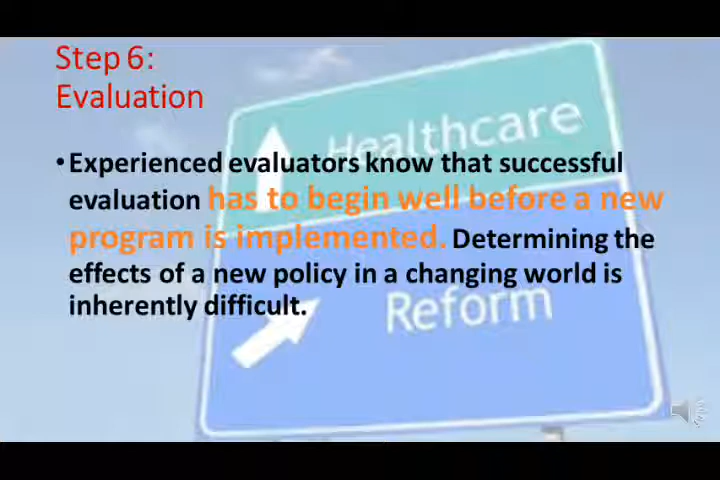 Step 6:
Evaluation
•Experienced evaluators know that successful
evaluation has to begin well before a new
program is implemented. Determining the
effects of a new policy in a changing world is
inherently difficult.
Healthcare
Reform